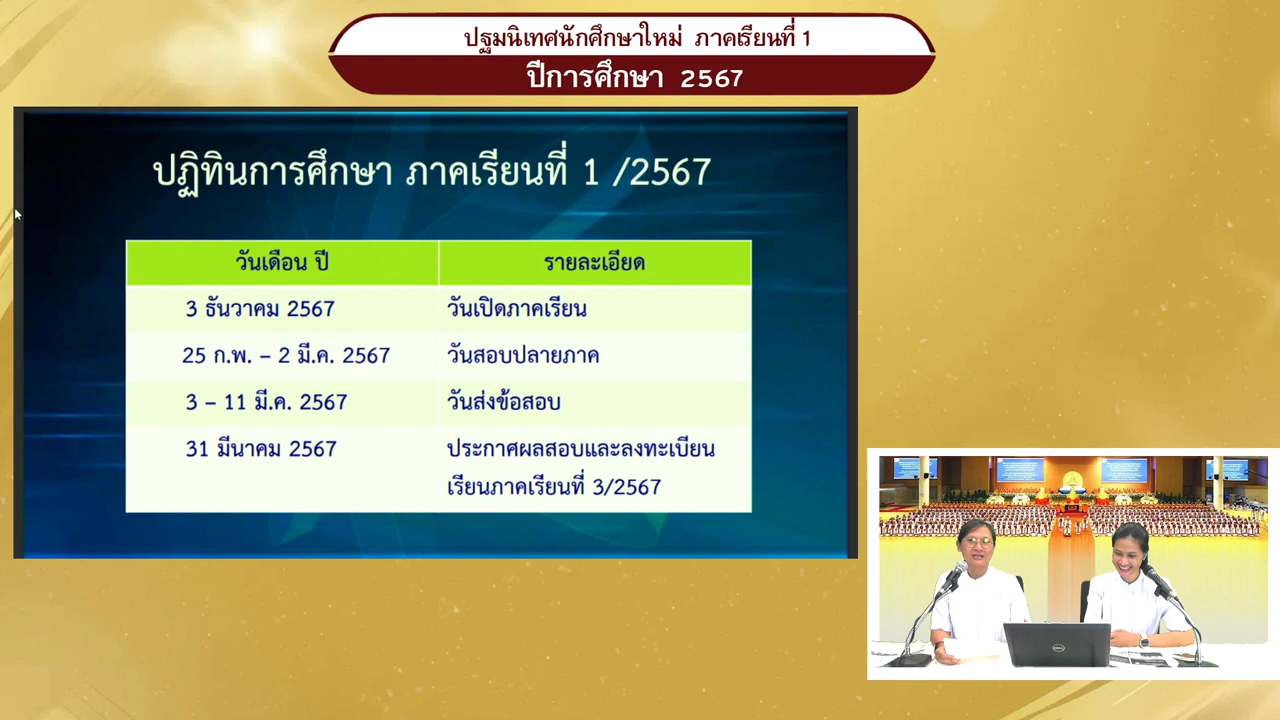 ปฐมนิเทศนักศึกษาใหม่ ภาคเรียนที่ 1
ปีการศึกษา 2567
ปฏิทินการศึกษา ภาคเรียนที่ 1 /2567
วันเดือน ปี รายละเอียด
3 ธันวาคม 2567 วันเปิดภาคเรียน
25 ก.พ. – 2 มี.ค. 2567 วันสอบปลายภาค
3 – 11 มี.ค. 2567 วันส่งข้อสอบ
31 มีนาคม 2567 ประกาศผลสอบและลงทะเบียน
เรียนภาคเรียนที่ 3/2567
DELL